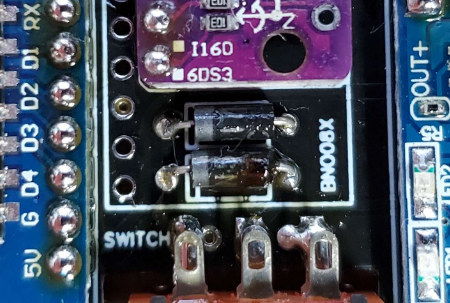 RX
D1
D2
D3
D4
G
5V
I160
6DS3
BNO08X
SWITCH
OUT+